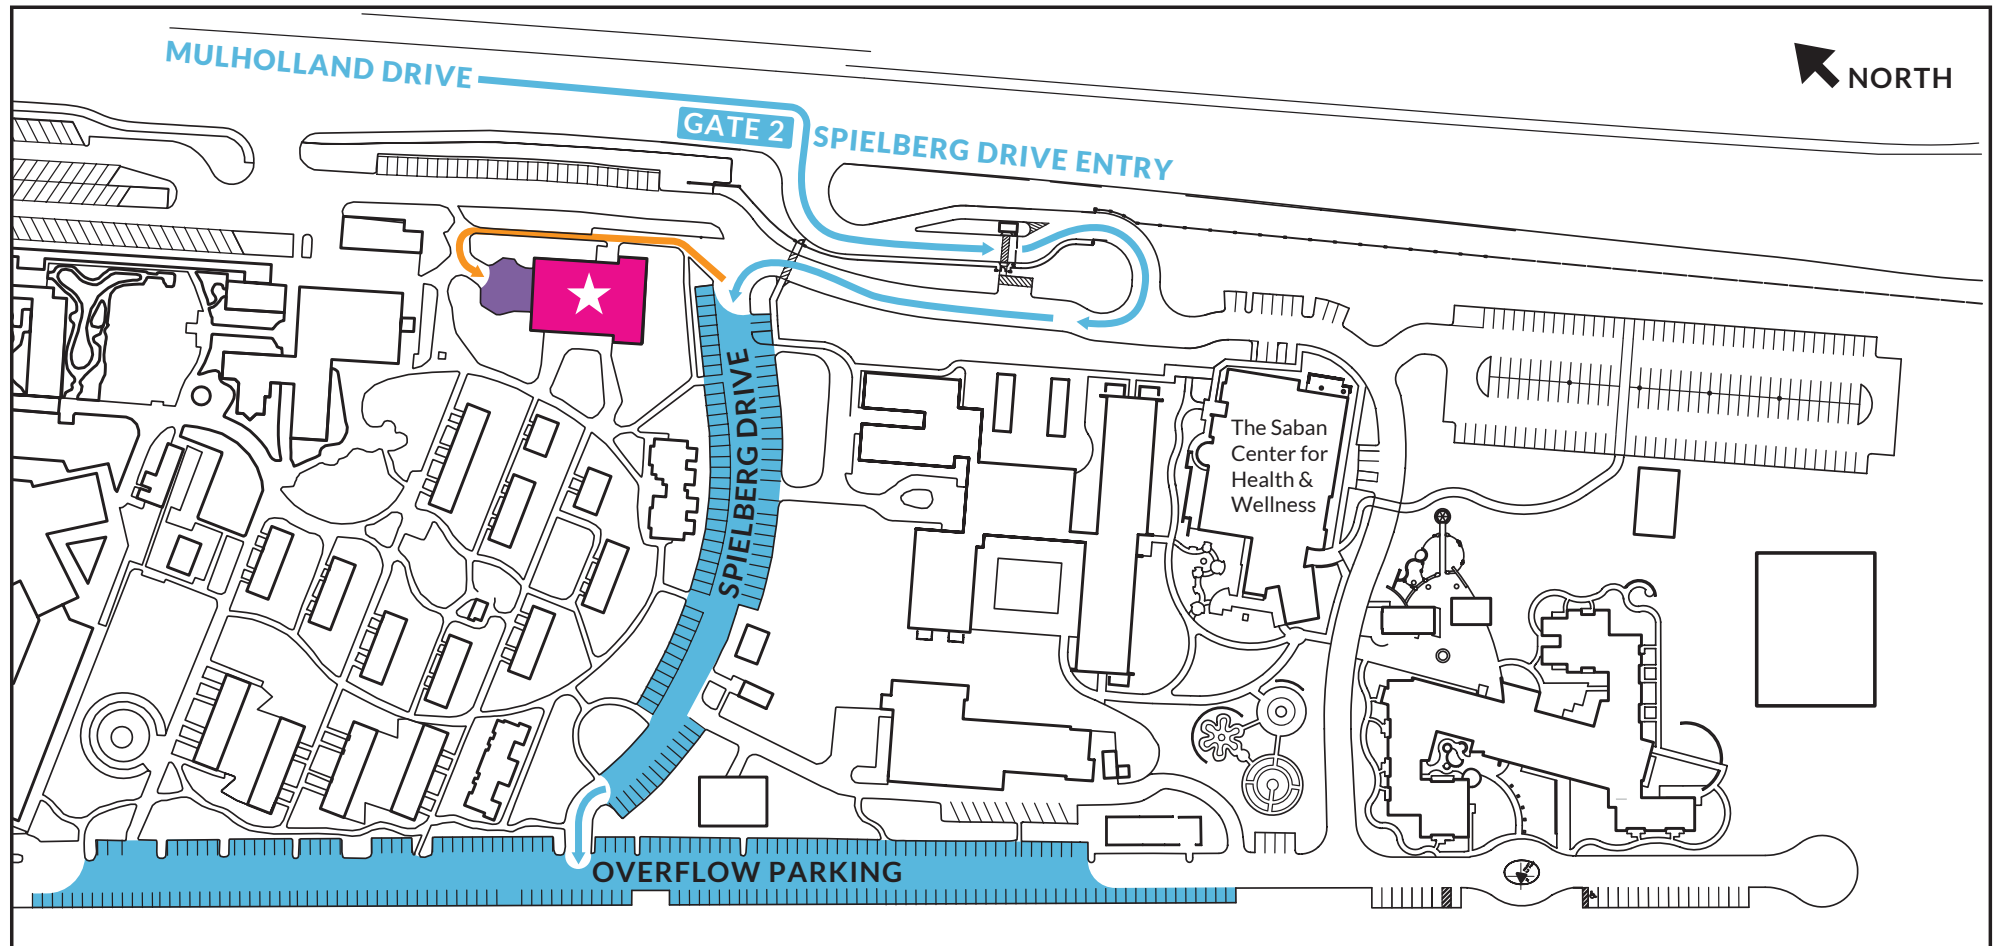 MULHOLLAND DRIVE
GATE 2
SPIELBERG DRIVE ENTRY
NORTH
SPIELBERG DRIVE
The Saban
Center for
Health &
Wellness
OVERFLOW PARKING